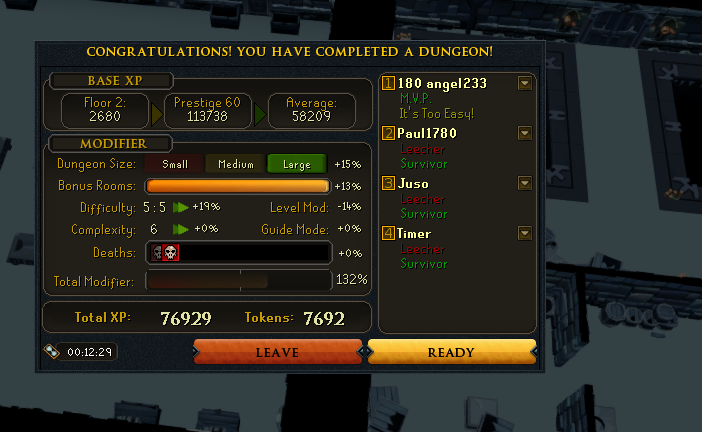 CONGRATULATIONS! YOU HAVE COMPLETED A DUNGEON!
BASE XP
Floor 2:
2680
Prestige 60
113738
Average:
58209
MODIFIER
Dungeon Size: Small Medium Large +15%
Bonus Rooms: +13%
Difficulty: 5:5 +19% Level Mod: -14%
Complexity: 6 +0% Guide Mode: +0%
Deaths: +0%
Total Modifier: 132%
Total XP: 76929 Tokens: 7692
00:12:29
LEAVE
READY
1 180 angel233
M.V.P.
It's Too Easy!
2 Paul1780
Leecher
Survivor
3 Juso
Leecher
Survivor
4 Timer
Leecher
Survivor